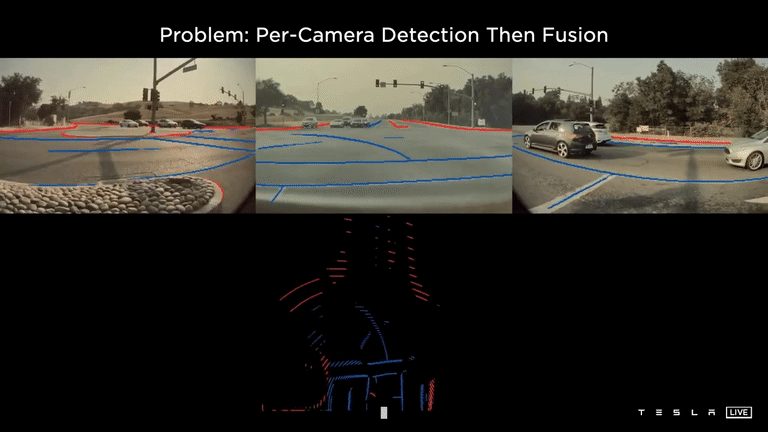 Problem: Per-Camera Detection Then Fusion
TESLA LIVE